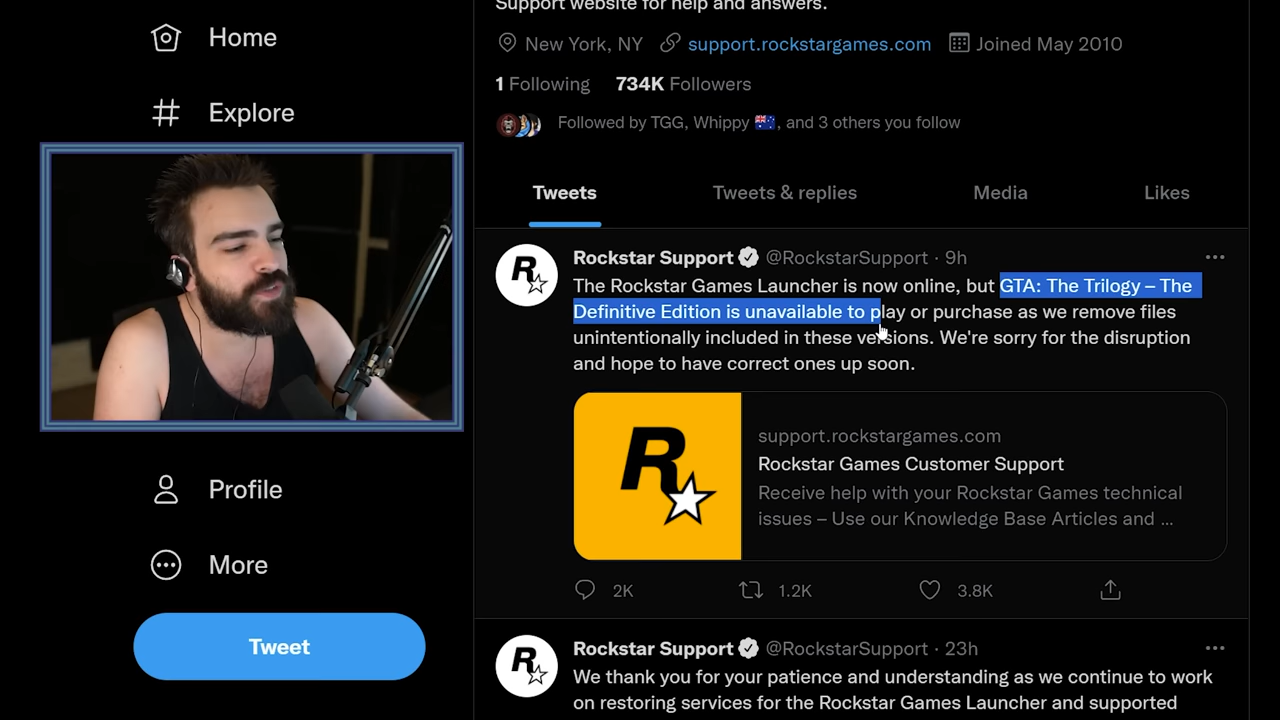 Support website for help and answers.
Home
New York, NY support.rockstargames.com Joined May 2010
1 Following 734K Followers
Explore
Followed by TGG, Whippy 🇦🇺, and 3 others you follow
Tweets Tweets & replies Media Likes
Rockstar Support @RockstarSupport · 9h
The Rockstar Games Launcher is now online, but GTA: The Trilogy – The
Definitive Edition is unavailable to play or purchase as we remove files
unintentionally included in these versions. We're sorry for the disruption
and hope to have correct ones up soon.
R
support.rockstargames.com
Rockstar Games Customer Support
Receive help with your Rockstar Games technical
issues – Use our Knowledge Base Articles and ...
Profile
More
2K 1.2K 3.8K
Tweet
Rockstar Support @RockstarSupport · 23h
We thank you for your patience and understanding as we continue to work
on restoring services for the Rockstar Games Launcher and supported